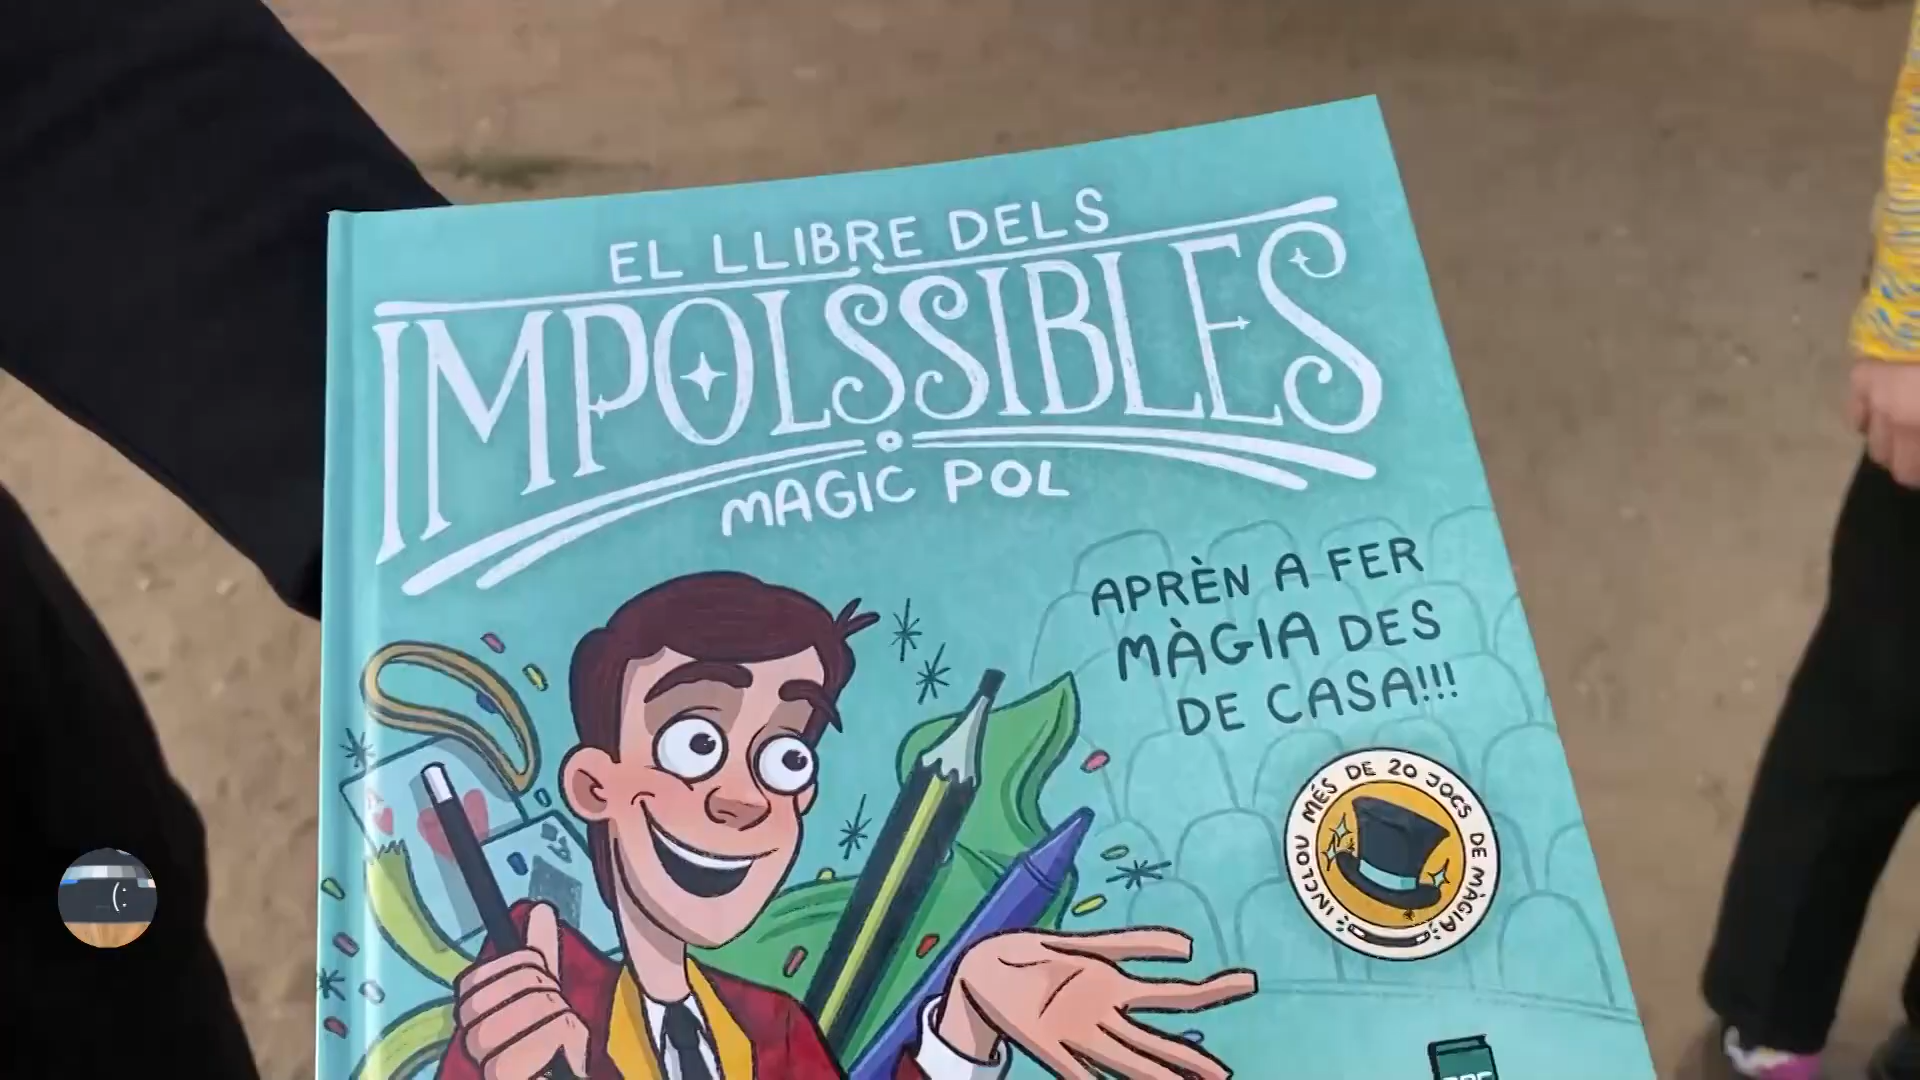 EL LLIBRE DELS
IMPOLSSIBLES
MAGIC POL
APRÈN A FER
MÀGIA DES
DE CASA!!!
INCLOU MÉS DE 20 JOCS DE MÀGIA